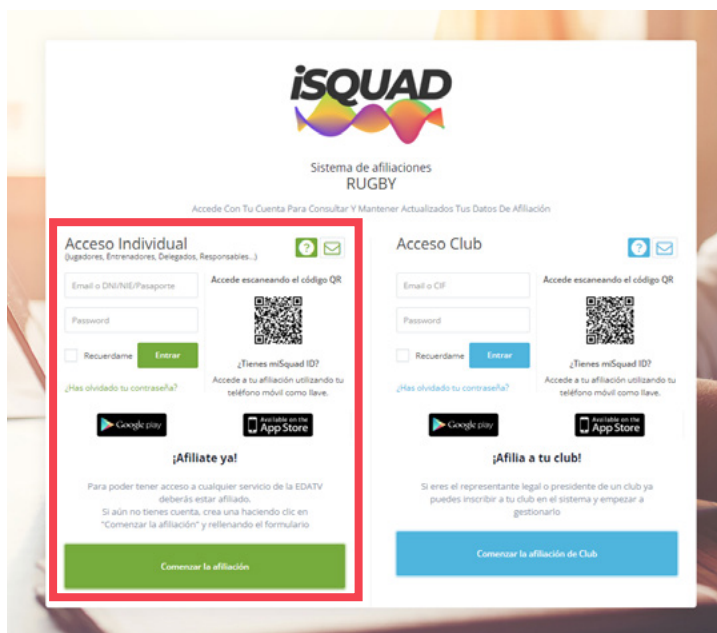 iSQUAD
Sistema de afiliaciones
RUGBY
Accede Con Tu Cuenta Para Consultar Y Mantener Actualizados Tus Datos De Afiliación
Acceso Individual
(Jugadores, Entrenadores, Delegados, Responsables...)
?
Email o DNI/NIE/Pasaporte
Password
Recuerdame
Entrar
¿Has olvidado tu contraseña?
Accede escaneando el código QR
¿Tienes miSquad ID?
Accede a tu afiliación utilizando tu
teléfono móvil como llave.
Google play
Available on the
App Store
¡Afíliate ya!
Para poder tener acceso a cualquier servicio de la EDATV
deberás estar afiliado.
Si aún no tienes cuenta, crea una haciendo clic en
"Comenzar la afiliación" y rellenando el formulario
Comenzar la afiliación
Acceso Club
?
Email o CIF
Password
Recuerdame
Entrar
¿Has olvidado tu contraseña?
Accede escaneando el código QR
¿Tienes miSquad ID?
Accede a tu afiliación utilizando tu
teléfono móvil como llave.
Google play
Available on the
App Store
¡Afilia a tu club!
Si eres el representante legal o presidente de un club ya
puedes inscribir a tu club en el sistema y empezar a
gestionarlo
Comenzar la afiliación de Club